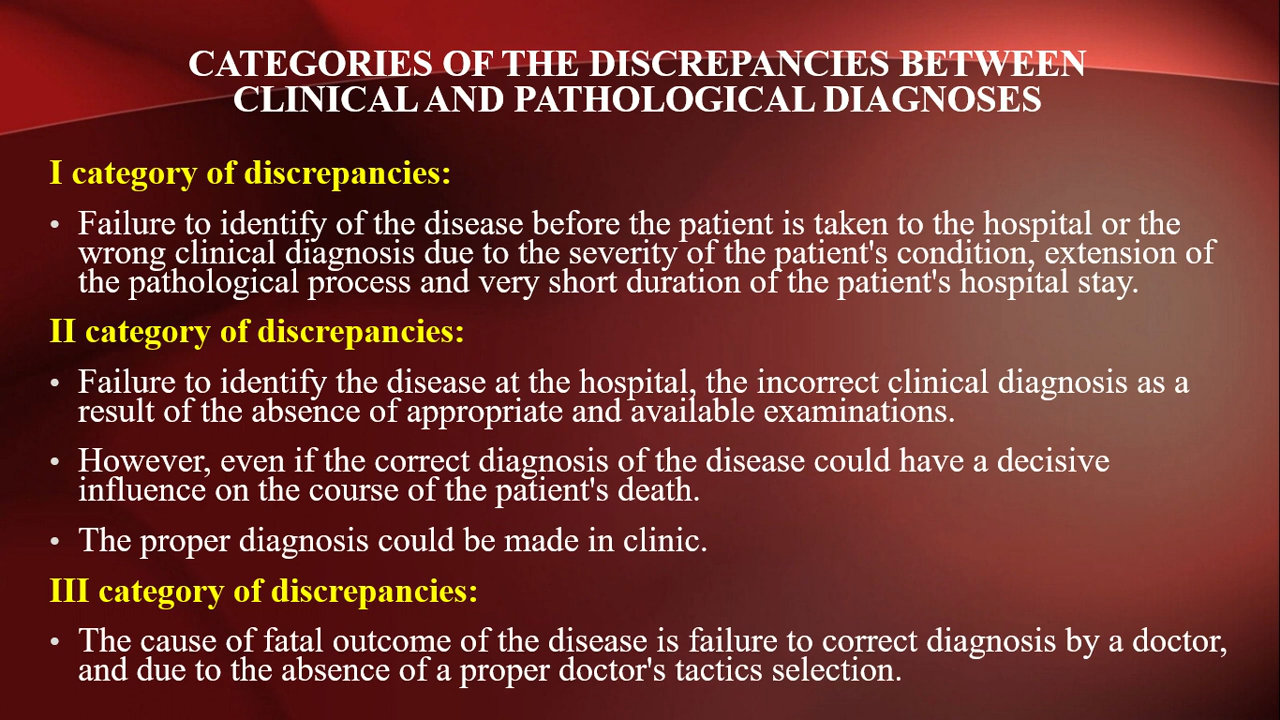 CATEGORIES OF THE DISCREPANCIES BETWEEN
CLINICAL AND PATHOLOGICAL DIAGNOSES
I category of discrepancies:
• Failure to identify of the disease before the patient is taken to the hospital or the
wrong clinical diagnosis due to the severity of the patient's condition, extension of
the pathological process and very short duration of the patient's hospital stay.
II category of discrepancies:
• Failure to identify the disease at the hospital, the incorrect clinical diagnosis as a
result of the absence of appropriate and available examinations.
• However, even if the correct diagnosis of the disease could have a decisive
influence on the course of the patient's death.
• The proper diagnosis could be made in clinic.
III category of discrepancies:
• The cause of fatal outcome of the disease is failure to correct diagnosis by a doctor,
and due to the absence of a proper doctor's tactics selection.